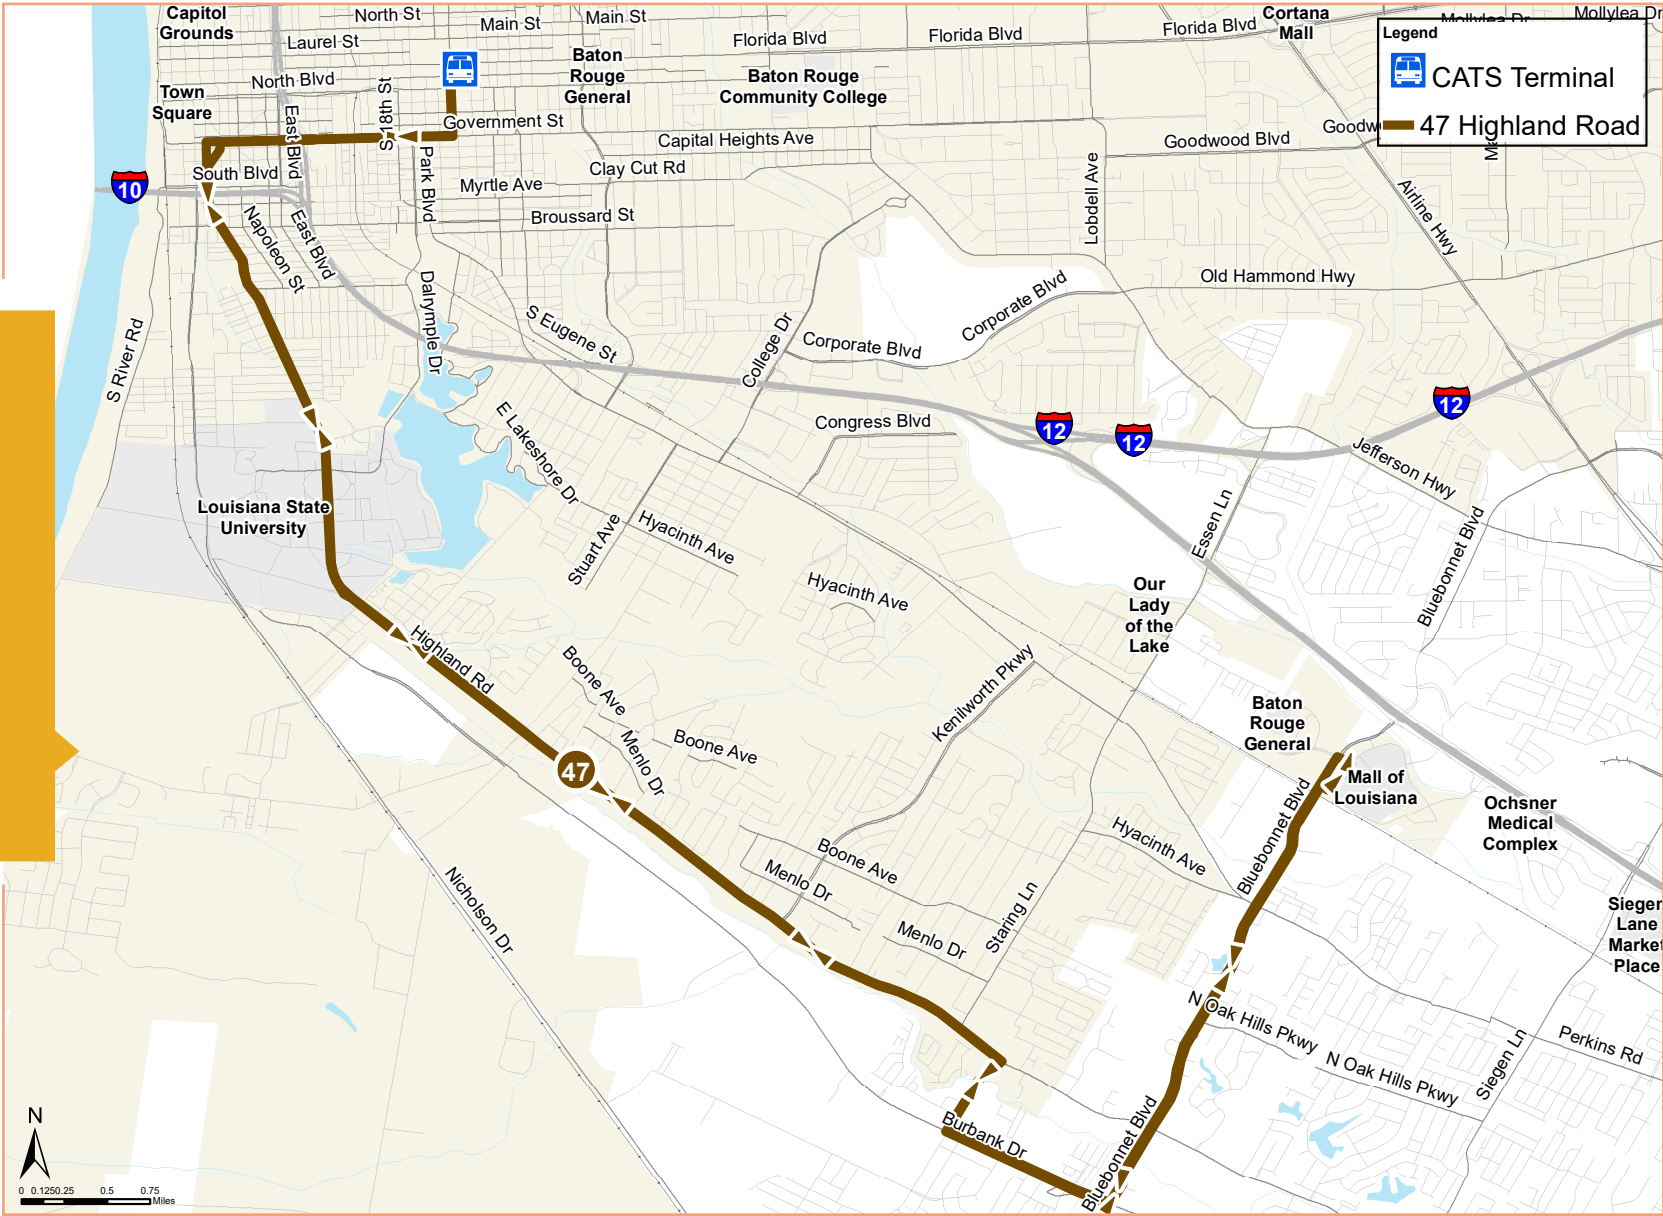 Capitol
Grounds
North St
Main St
Main St
Laurel St
Florida Blvd
Florida Blvd
Florida Blvd
Cortana
Mall
Mollylea Dr
Mollylea Dr
Legend
CATS Terminal
47 Highland Road
North Blvd
Town
Square
S 18th St
Baton
Rouge
General
Baton Rouge
Community College
East Blvd
Government St
Capital Heights Ave
Goodwood Blvd
South Blvd
Park Blvd
Myrtle Ave
Clay Cut Rd
Broussard St
Lobdell Ave
Airline Hwy
10
Napoleon St
East Blvd
Dalrymple Dr
Old Hammond Hwy
Corporate Blvd
Corporate Blvd
S Eugene St
College Dr
S River Rd
E Lakeshore Dr
Congress Blvd
12
12
12
Jefferson Hwy
Louisiana State
University
Stuart Ave
Hyacinth Ave
Hyacinth Ave
Essen Ln
Bluebonnet Blvd
Our
Lady
of the
Lake
Highland Rd
Boone Ave
Menlo Dr
Boone Ave
Kenilworth Pkwy
Baton
Rouge
General
47
Mall of
Louisiana
Bluebonnet Blvd
Ochsner
Medical
Complex
Hyacinth Ave
Boone Ave
Menlo Dr
Menlo Dr
Staring Ln
Nicholson Dr
Siegen
Lane
Market
Place
N Oak Hills Pkwy
N Oak Hills Pkwy
Perkins Rd
Siegen Ln
Burbank Dr
Bluebonnet Blvd
N
0 0.125 0.25 0.5 0.75
Miles